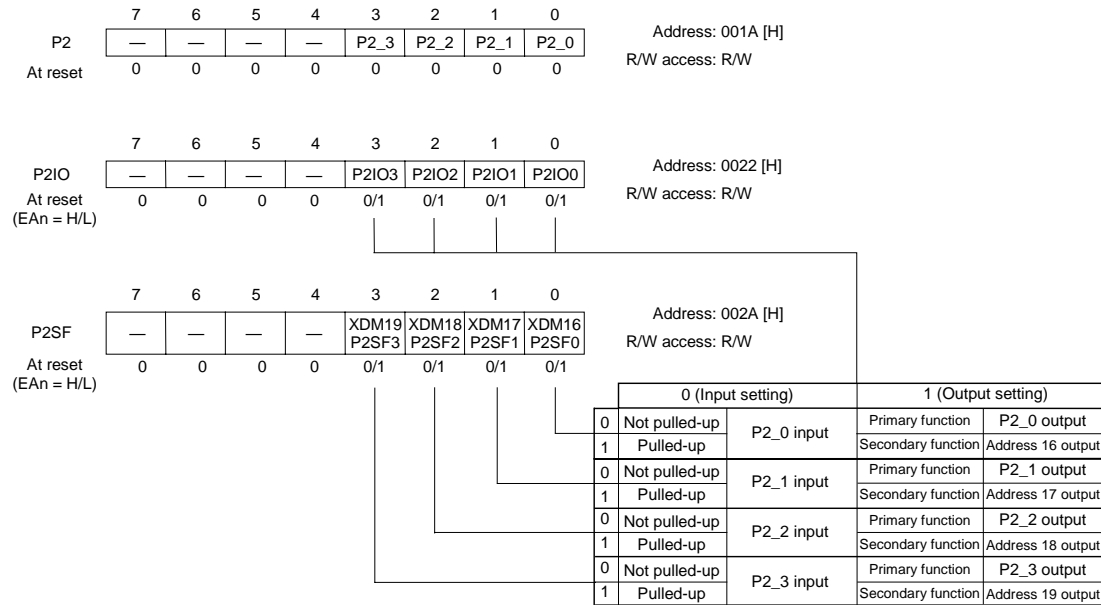 7 6 5 4 3 2 1 0
P2 — — — — P2_3 P2_2 P2_1 P2_0
Address: 001A [H]
At reset 0 0 0 0 0 0 0 0
R/W access: R/W
7 6 5 4 3 2 1 0
P2IO — — — — P2IO3 P2IO2 P2IO1 P2IO0
Address: 0022 [H]
At reset 0 0 0 0 0/1 0/1 0/1 0/1
(EAn = H/L)
R/W access: R/W
7 6 5 4 3 2 1 0
Address: 002A [H]
XDM19 XDM18 XDM17 XDM16
P2SF — — — — P2SF3 P2SF2 P2SF1 P2SF0
R/W access: R/W
At reset 0 0 0 0 0/1 0/1 0/1 0/1
(EAn = H/L)
0 (Input setting) 1 (Output setting)
0 Not pulled-up P2_0 input Primary function P2_0 output
1 Pulled-up Secondary function Address 16 output
0 Not pulled-up P2_1 input Primary function P2_1 output
1 Pulled-up Secondary function Address 17 output
0 Not pulled-up P2_2 input Primary function P2_2 output
1 Pulled-up Secondary function Address 18 output
0 Not pulled-up P2_3 input Primary function P2_3 output
1 Pulled-up Secondary function Address 19 output